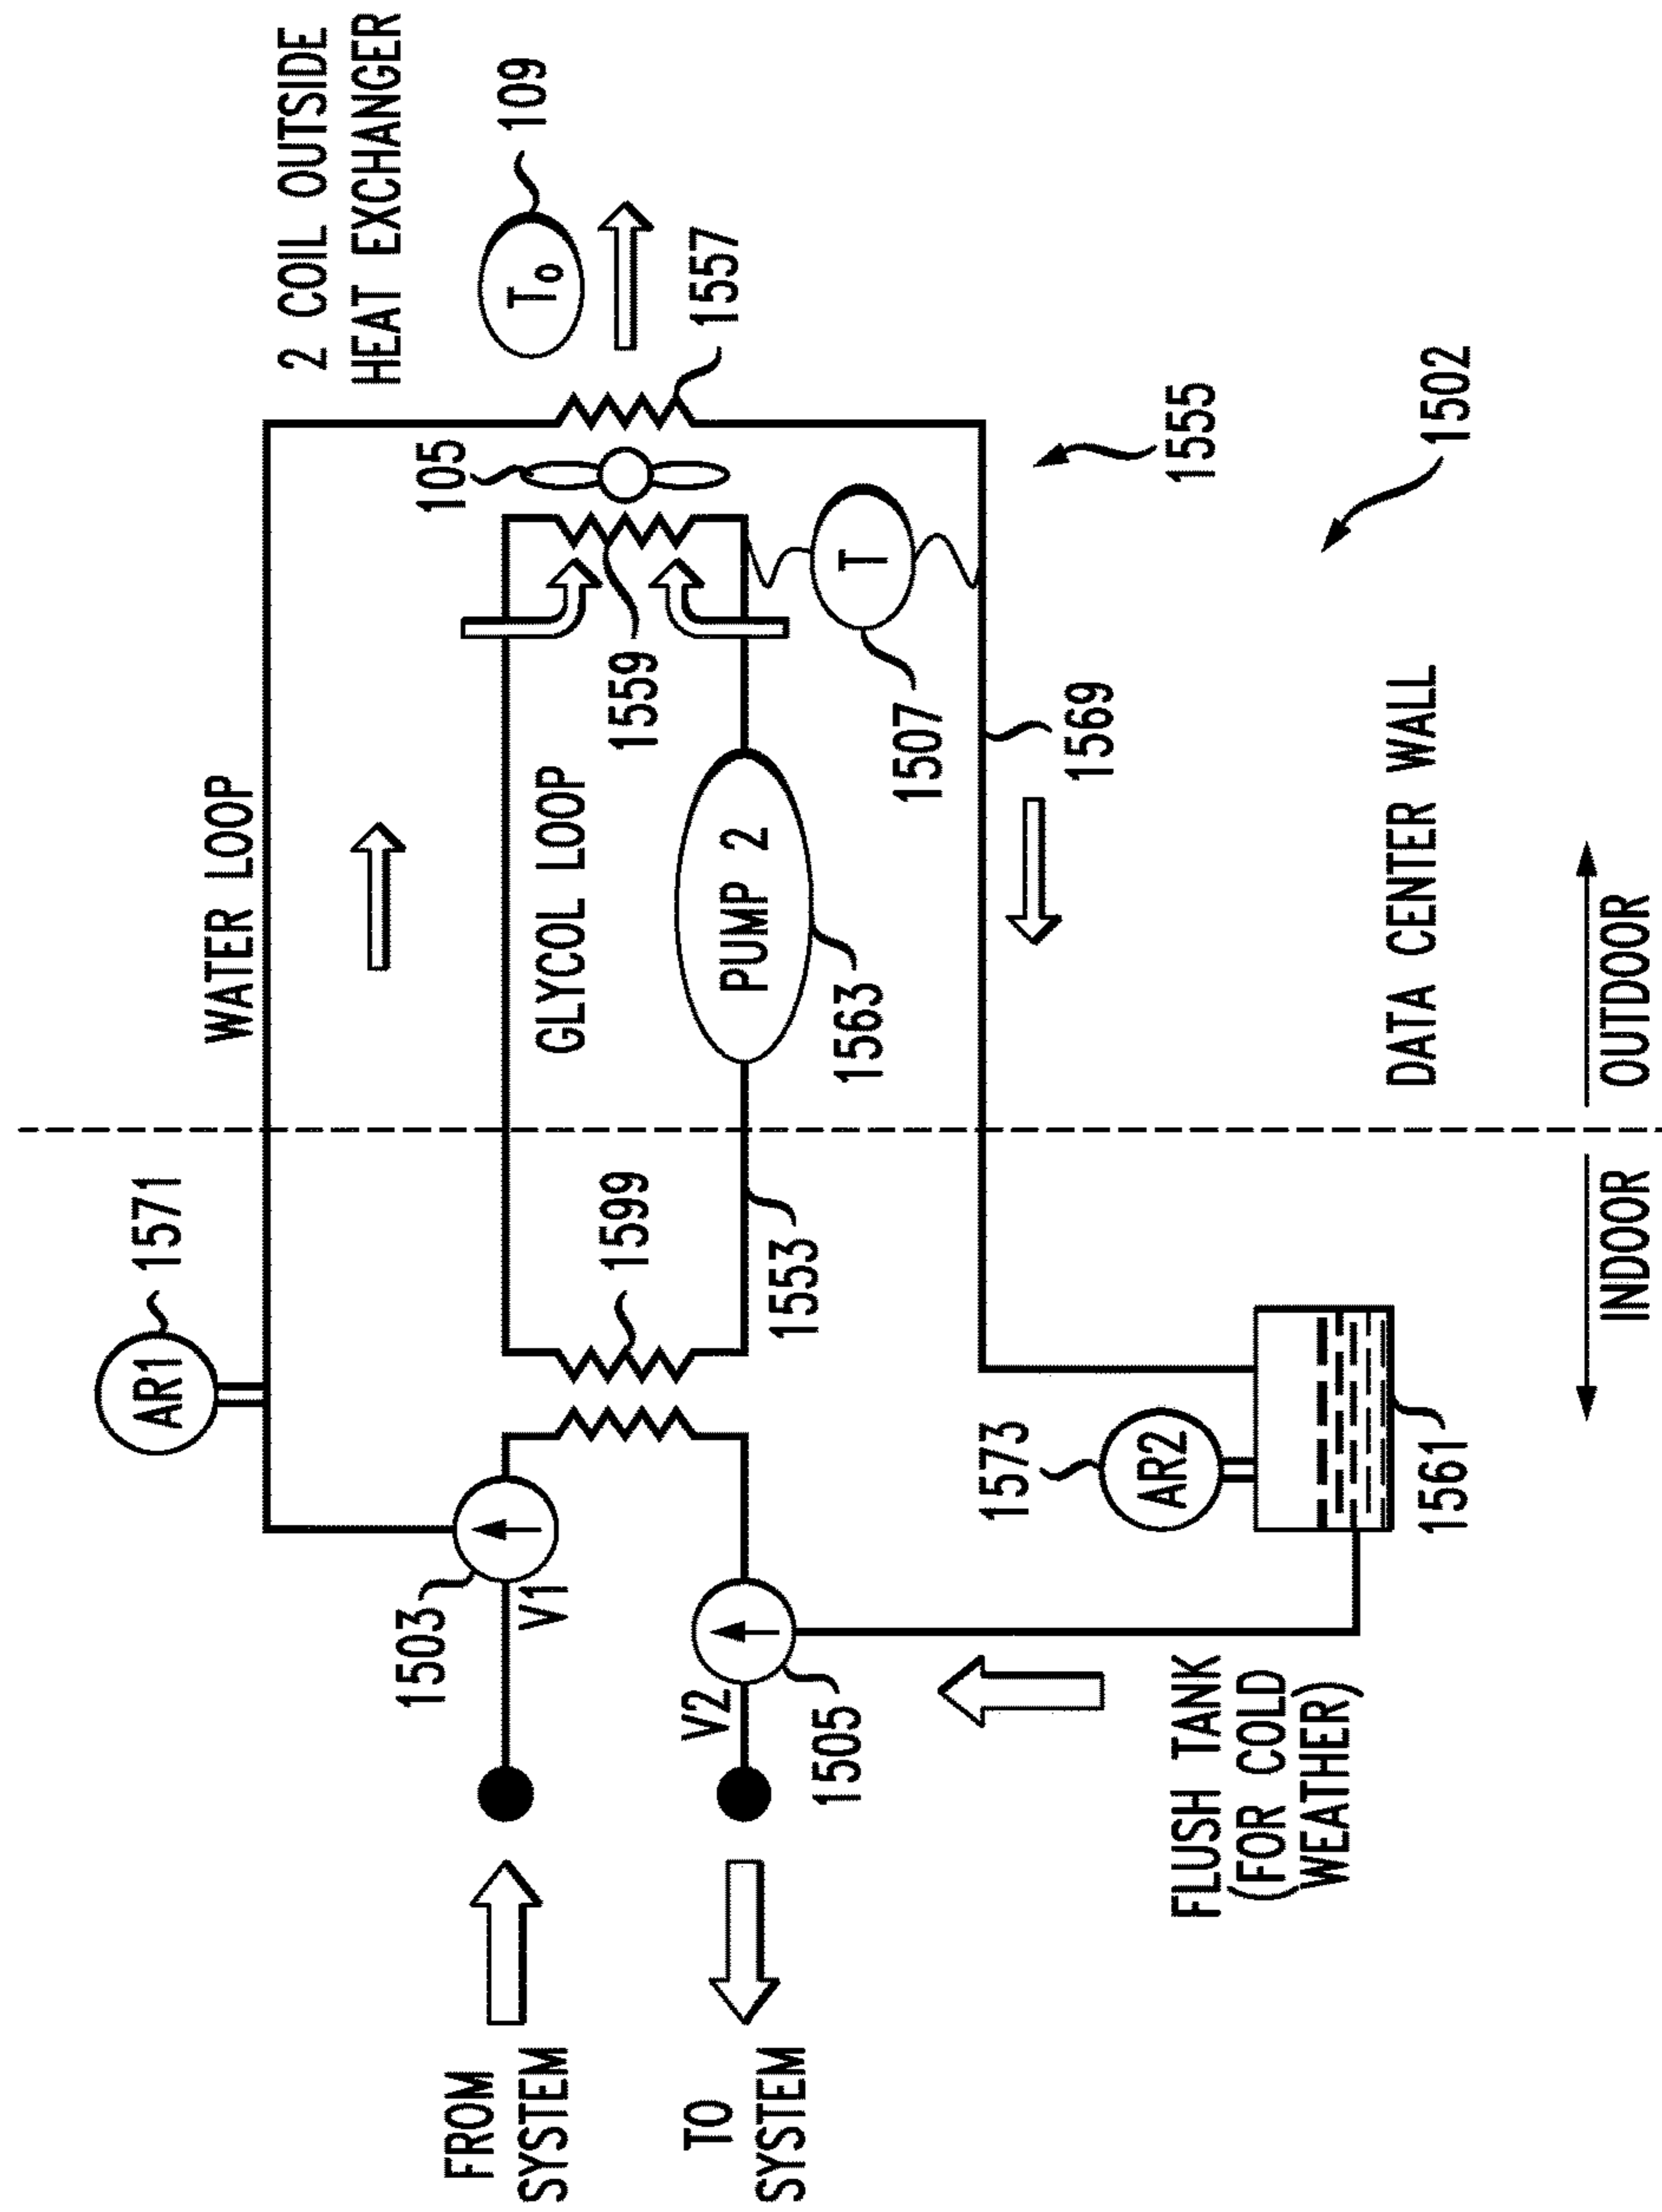 2 COIL OUTSIDE
HEAT EXCHANGER
109
T0
1557
105
WATER LOOP
GLYCOL LOOP
1559
PUMP 2
1563
T
1507
1569
1555
1502
AR1
1571
1599
1553
1503
V1
V2
1505
FROM
SYSTEM
TO
SYSTEM
1573
AR2
1561
FLUSH TANK
(FOR COLD
WEATHER)
DATA CENTER WALL
INDOOR
OUTDOOR